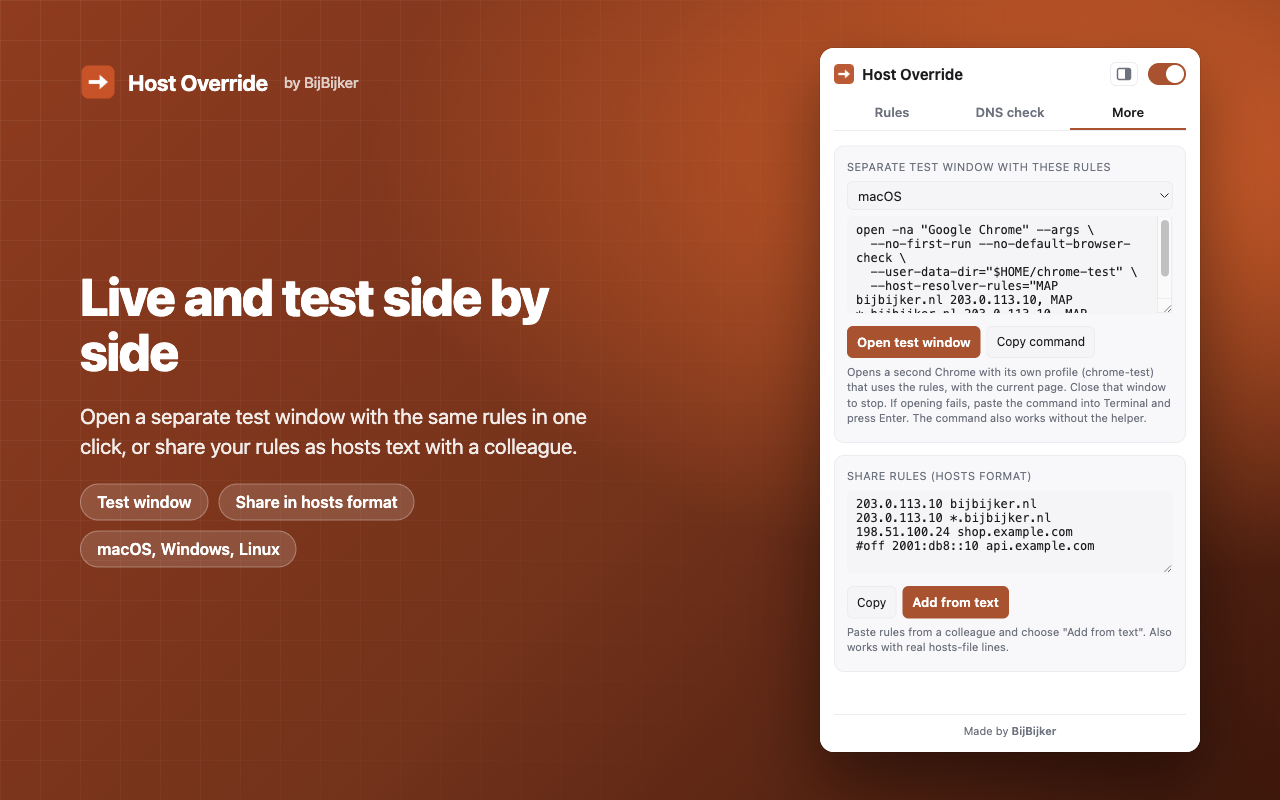 Host Override by BijBijker
Live and test side by
side
Open a separate test window with the same rules in one
click, or share your rules as hosts text with a colleague.
Test window
Share in hosts format
macOS, Windows, Linux
Host Override
Rules
DNS check
More
SEPARATE TEST WINDOW WITH THESE RULES
macOS
open -na "Google Chrome" --args \
--no-first-run --no-default-browser-
check \
--user-data-dir="$HOME/chrome-test" \
--host-resolver-rules="MAP
bijbijker.nl 203.0.113.10, MAP
*.bijbijker.nl 203.0.113.10, MAP
Open test window
Copy command
Opens a second Chrome with its own profile (chrome-test)
that uses the rules, with the current page. Close that window
to stop. If opening fails, paste the command into Terminal and
press Enter. The command also works without the helper.
SHARE RULES (HOSTS FORMAT)
203.0.113.10 bijbijker.nl
203.0.113.10 *.bijbijker.nl
198.51.100.24 shop.example.com
#off 2001:db8::10 api.example.com
Copy
Add from text
Paste rules from a colleague and choose "Add from text". Also
works with real hosts-file lines.
Made by BijBijker